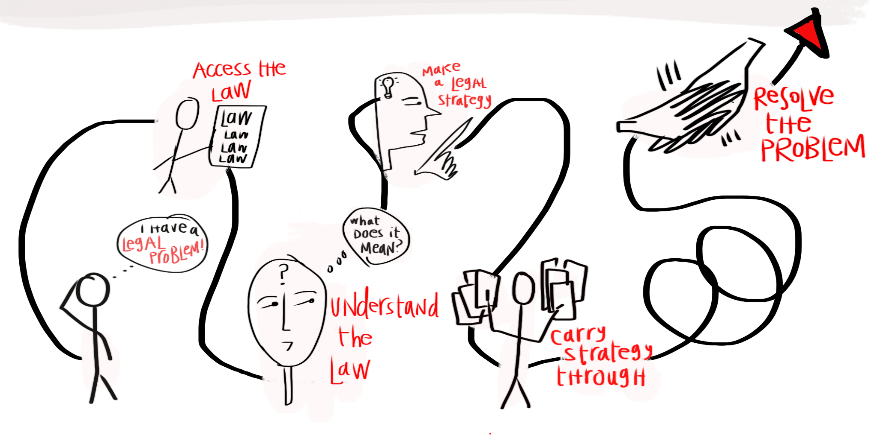 I HAVE A
LEGAL
PROBLEM!
ACCESS THE
LAW
LAW
LAW
LAW
LAW
?
WHAT
DOES IT
MEAN?
UNDERSTAND
THE
LAW
MAKE
A LEGAL
STRATEGY
CARRY
STRATEGY
THROUGH
RESOLVE
THE
PROBLEM